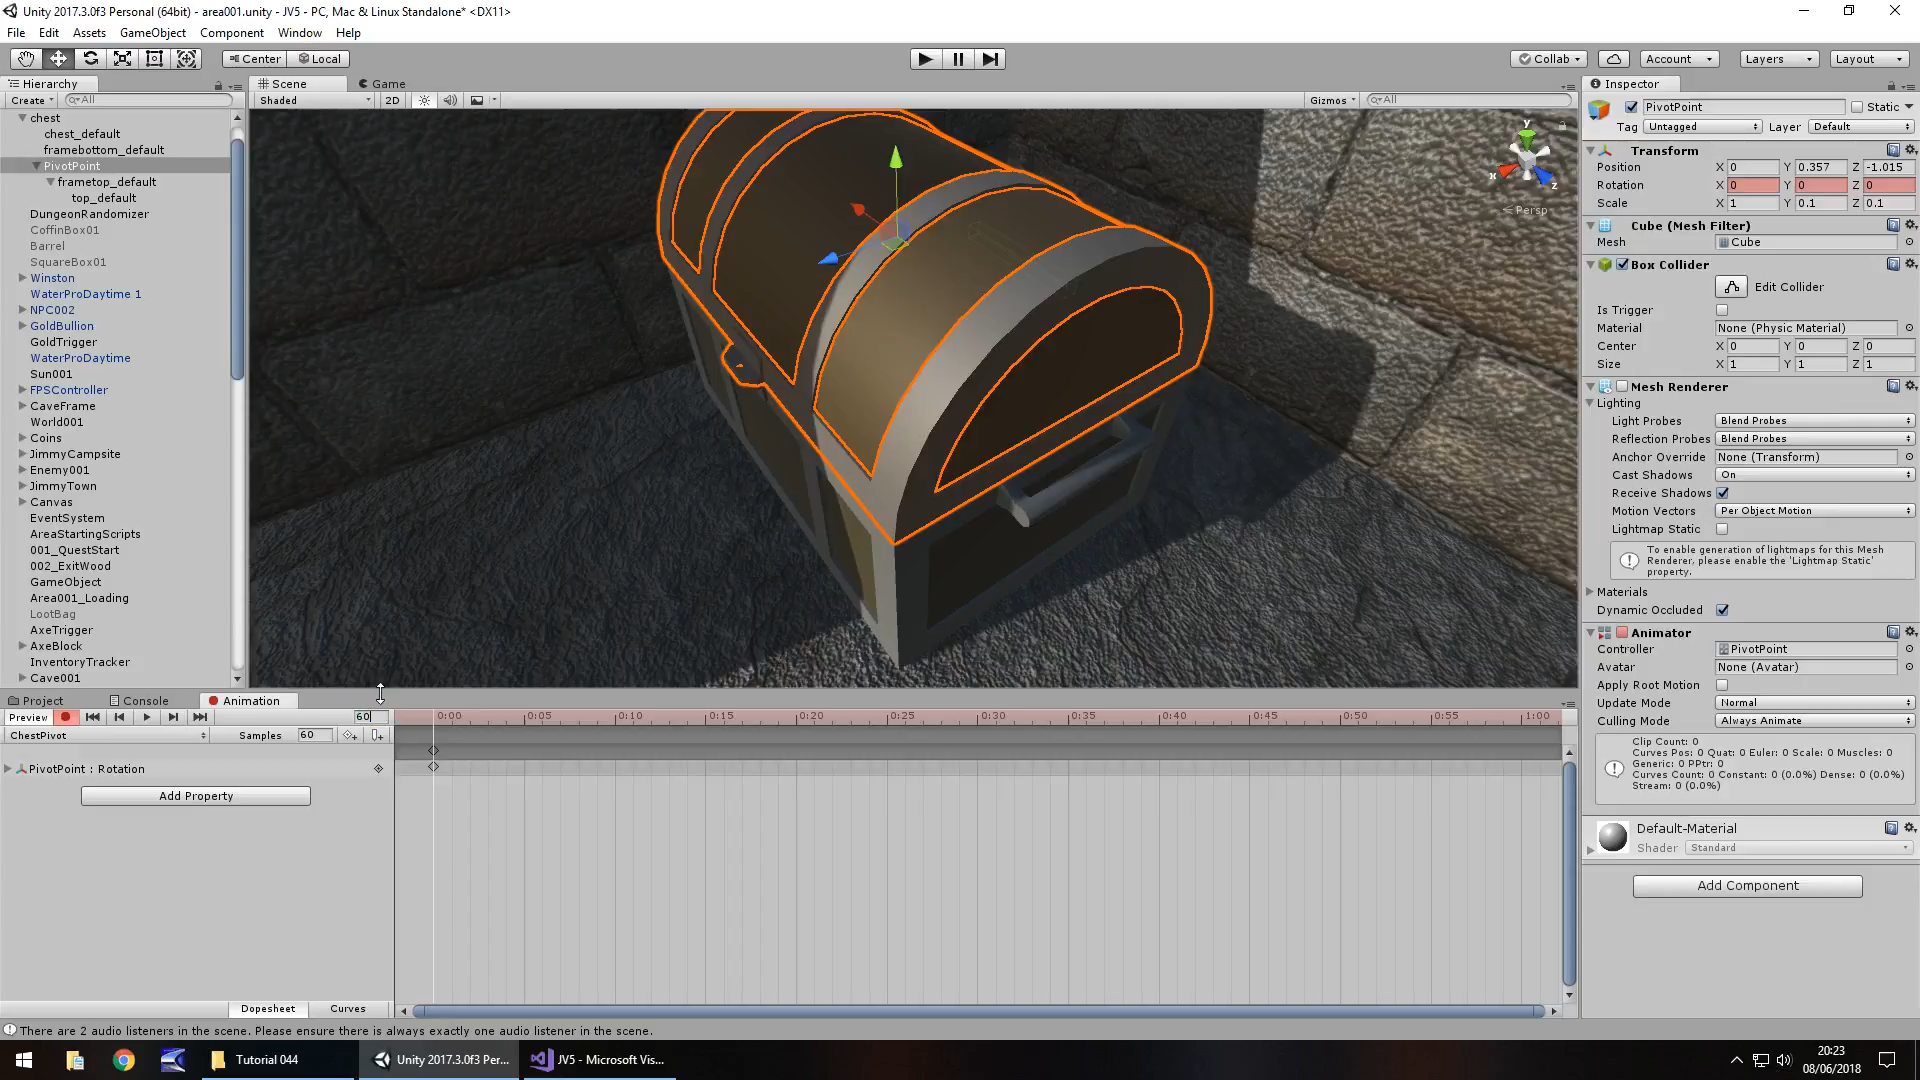 Unity 2017.3.0f3 Personal (64bit) - area001.unity - JV5 - PC, Mac & Linux Standalone* <DX11>
File Edit Assets GameObject Component Window Help
Center Local Collab Account Layers Layout
Hierarchy
Create All
chest
chest_default
framebottom_default
PivotPoint
frametop_default
top_default
DungeonRandomizer
CoffinBox01
Barrel
SquareBox01
Winston
WaterProDaytime 1
NPC002
GoldBullion
GoldTrigger
WaterProDaytime
Sun001
FPSController
CaveFrame
World001
Coins
JimmyCampsite
Enemy001
JimmyTown
Canvas
EventSystem
AreaStartingScripts
001_QuestStart
002_ExitWood
GameObject
Area001_Loading
LootBag
AxeTrigger
AxeBlock
InventoryTracker
Cave001
Scene Game
Shaded 2D Gizmos All
y
x
z
Persp
Inspector
PivotPoint Static
Tag Untagged Layer Default
Transform
Position X 0 Y 0.357 Z -1.015
Rotation X 0 Y 0 Z 0
Scale X 1 Y 0.1 Z 0.1
Cube (Mesh Filter)
Mesh Cube
Box Collider
Edit Collider
Is Trigger
Material None (Physic Material)
Center X 0 Y 0 Z 0
Size X 1 Y 1 Z 1
Mesh Renderer
Lighting
Light Probes Blend Probes
Reflection Probes Blend Probes
Anchor Override None (Transform)
Cast Shadows On
Receive Shadows
Motion Vectors Per Object Motion
Lightmap Static
To enable generation of lightmaps for this Mesh
Renderer, please enable the 'Lightmap Static'
property.
Materials
Dynamic Occluded
Animator
Controller PivotPoint
Avatar None (Avatar)
Apply Root Motion
Update Mode Normal
Culling Mode Always Animate
Clip Count: 0
Curves Pos: 0 Quat: 0 Euler: 0 Scale: 0 Muscles: 0
Generic: 0 PPtr: 0
Curves Count: 0 Constant: 0 (0.0%) Dense: 0 (0.0%)
Stream: 0 (0.0%)
Default-Material
Shader Standard
Add Component
Project Console Animation
Preview 60 0:00 0:05 0:10 0:15 0:20 0:25 0:30 0:35 0:40 0:45 0:50 0:55 1:00
ChestPivot Samples 60
PivotPoint : Rotation
Add Property
Dopesheet Curves
There are 2 audio listeners in the scene. Please ensure there is always exactly one audio listener in the scene.
Tutorial 044 Unity 2017.3.0f3 Per... JV5 - Microsoft Vis...
20:23
08/06/2018